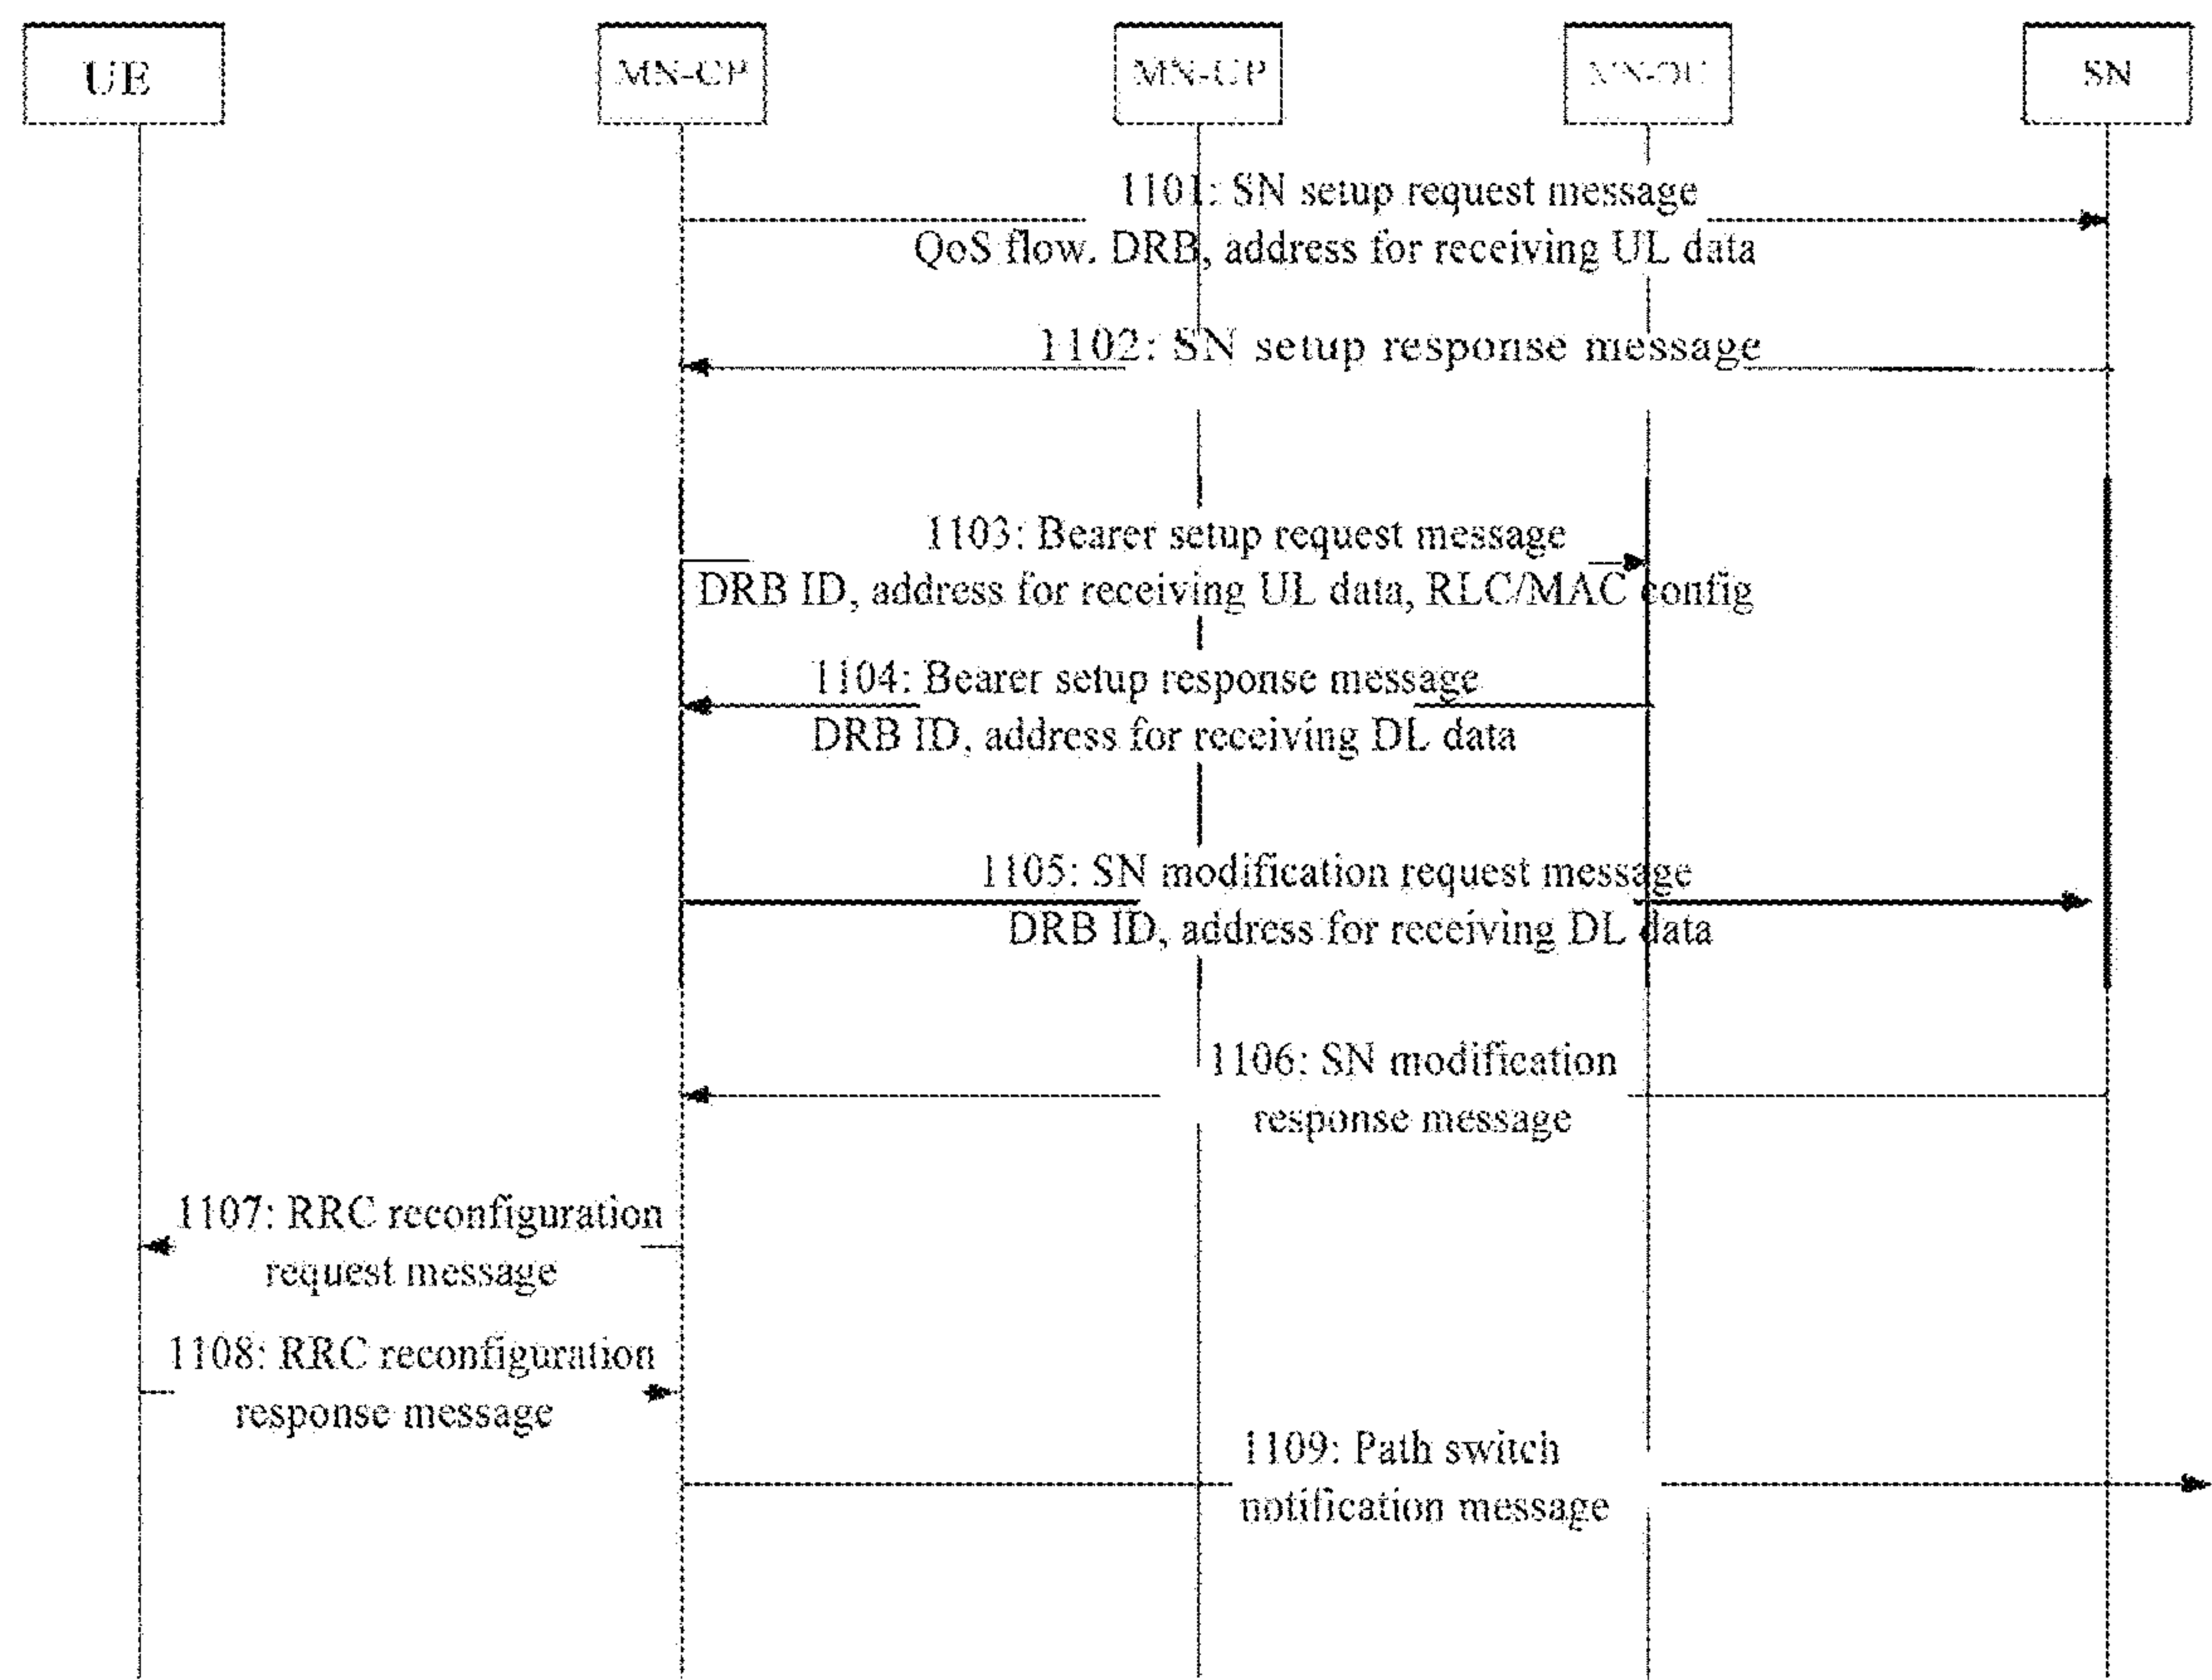 UE
MN-CP
MN-UP
MN-DU
SN
1101: SN setup request message
QoS flow. DRB, address for receiving UL data
1102: SN setup response message
1103: Bearer setup request message
DRB ID, address for receiving UL data, RLC/MAC config
1104: Bearer setup response message
DRB ID, address for receiving DL data
1105: SN modification request message
DRB ID, address for receiving DL data
1106: SN modification
response message
1107: RRC reconfiguration
request message
1108: RRC reconfiguration
response message
1109: Path switch
notification message